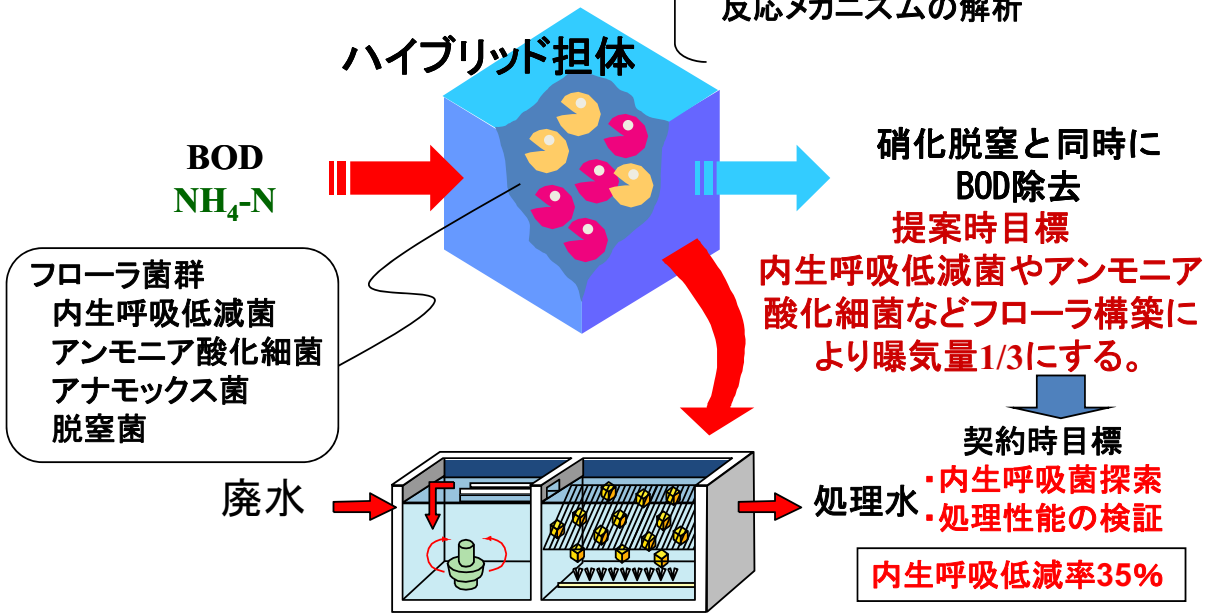 反応メカニズムの解析
ハイブリッド担体
BOD
NH₄-N
硝化脱窒と同時に
BOD除去
提案時目標
内生呼吸低減菌やアンモニア
酸化細菌などフローラ構築に
より曝気量1/3にする。
フローラ菌群
内生呼吸低減菌
アンモニア酸化細菌
アナモックス菌
脱窒菌
契約時目標
・内生呼吸菌探索
・処理性能の検証
廃水
処理水
内生呼吸低減率35%